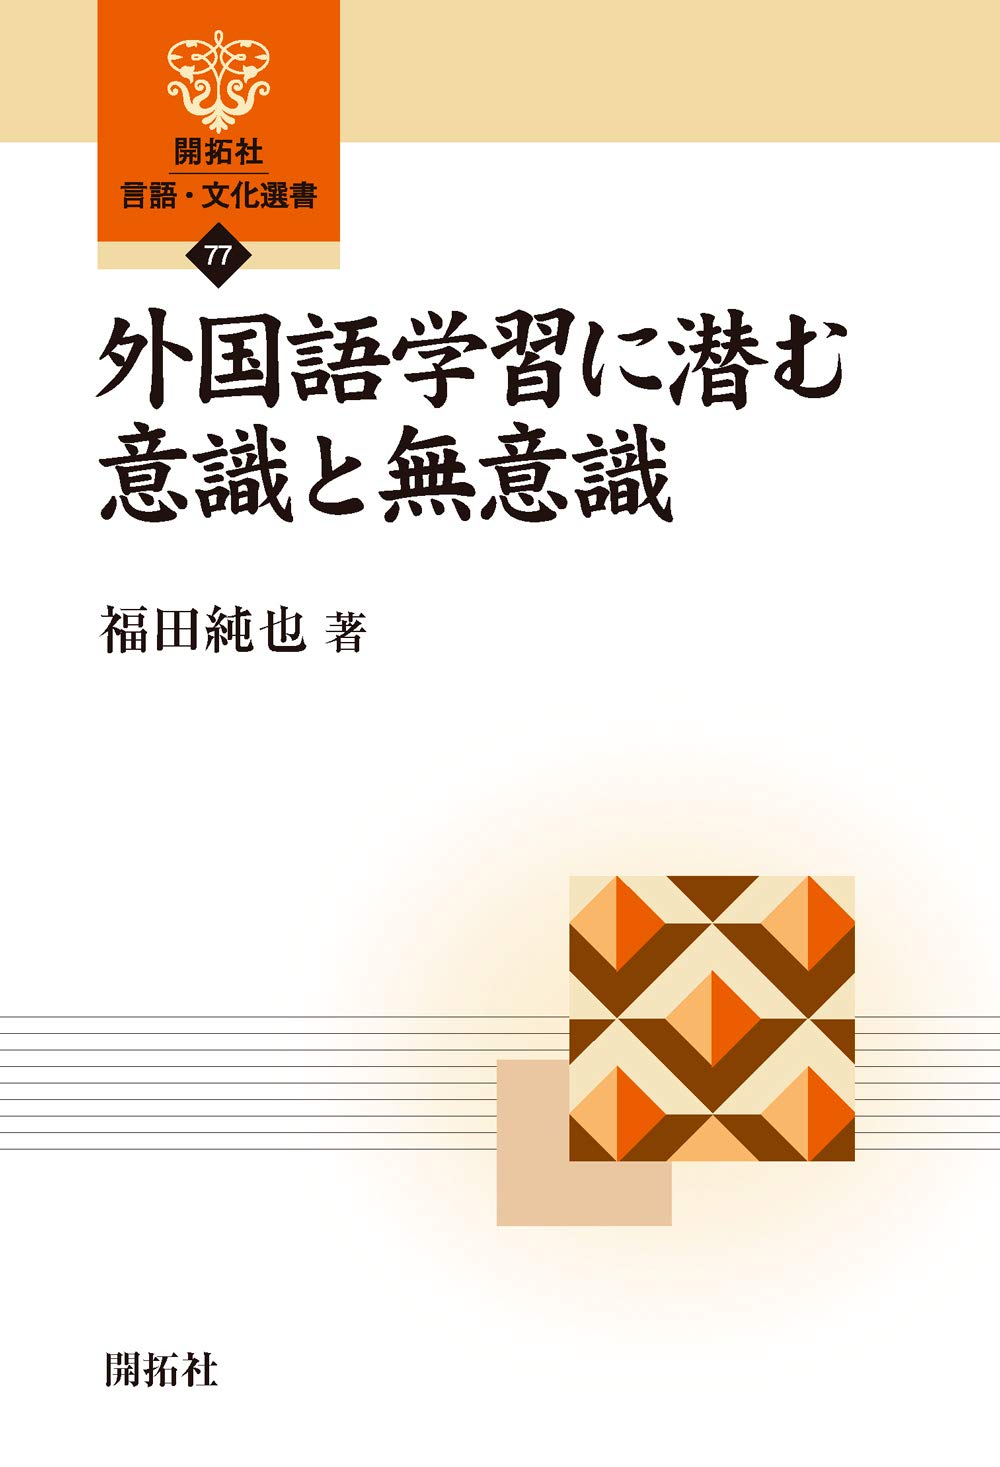 開拓社
言語・文化選書
77
外国語学習に潜む
意識と無意識
福田純也 著
開拓社